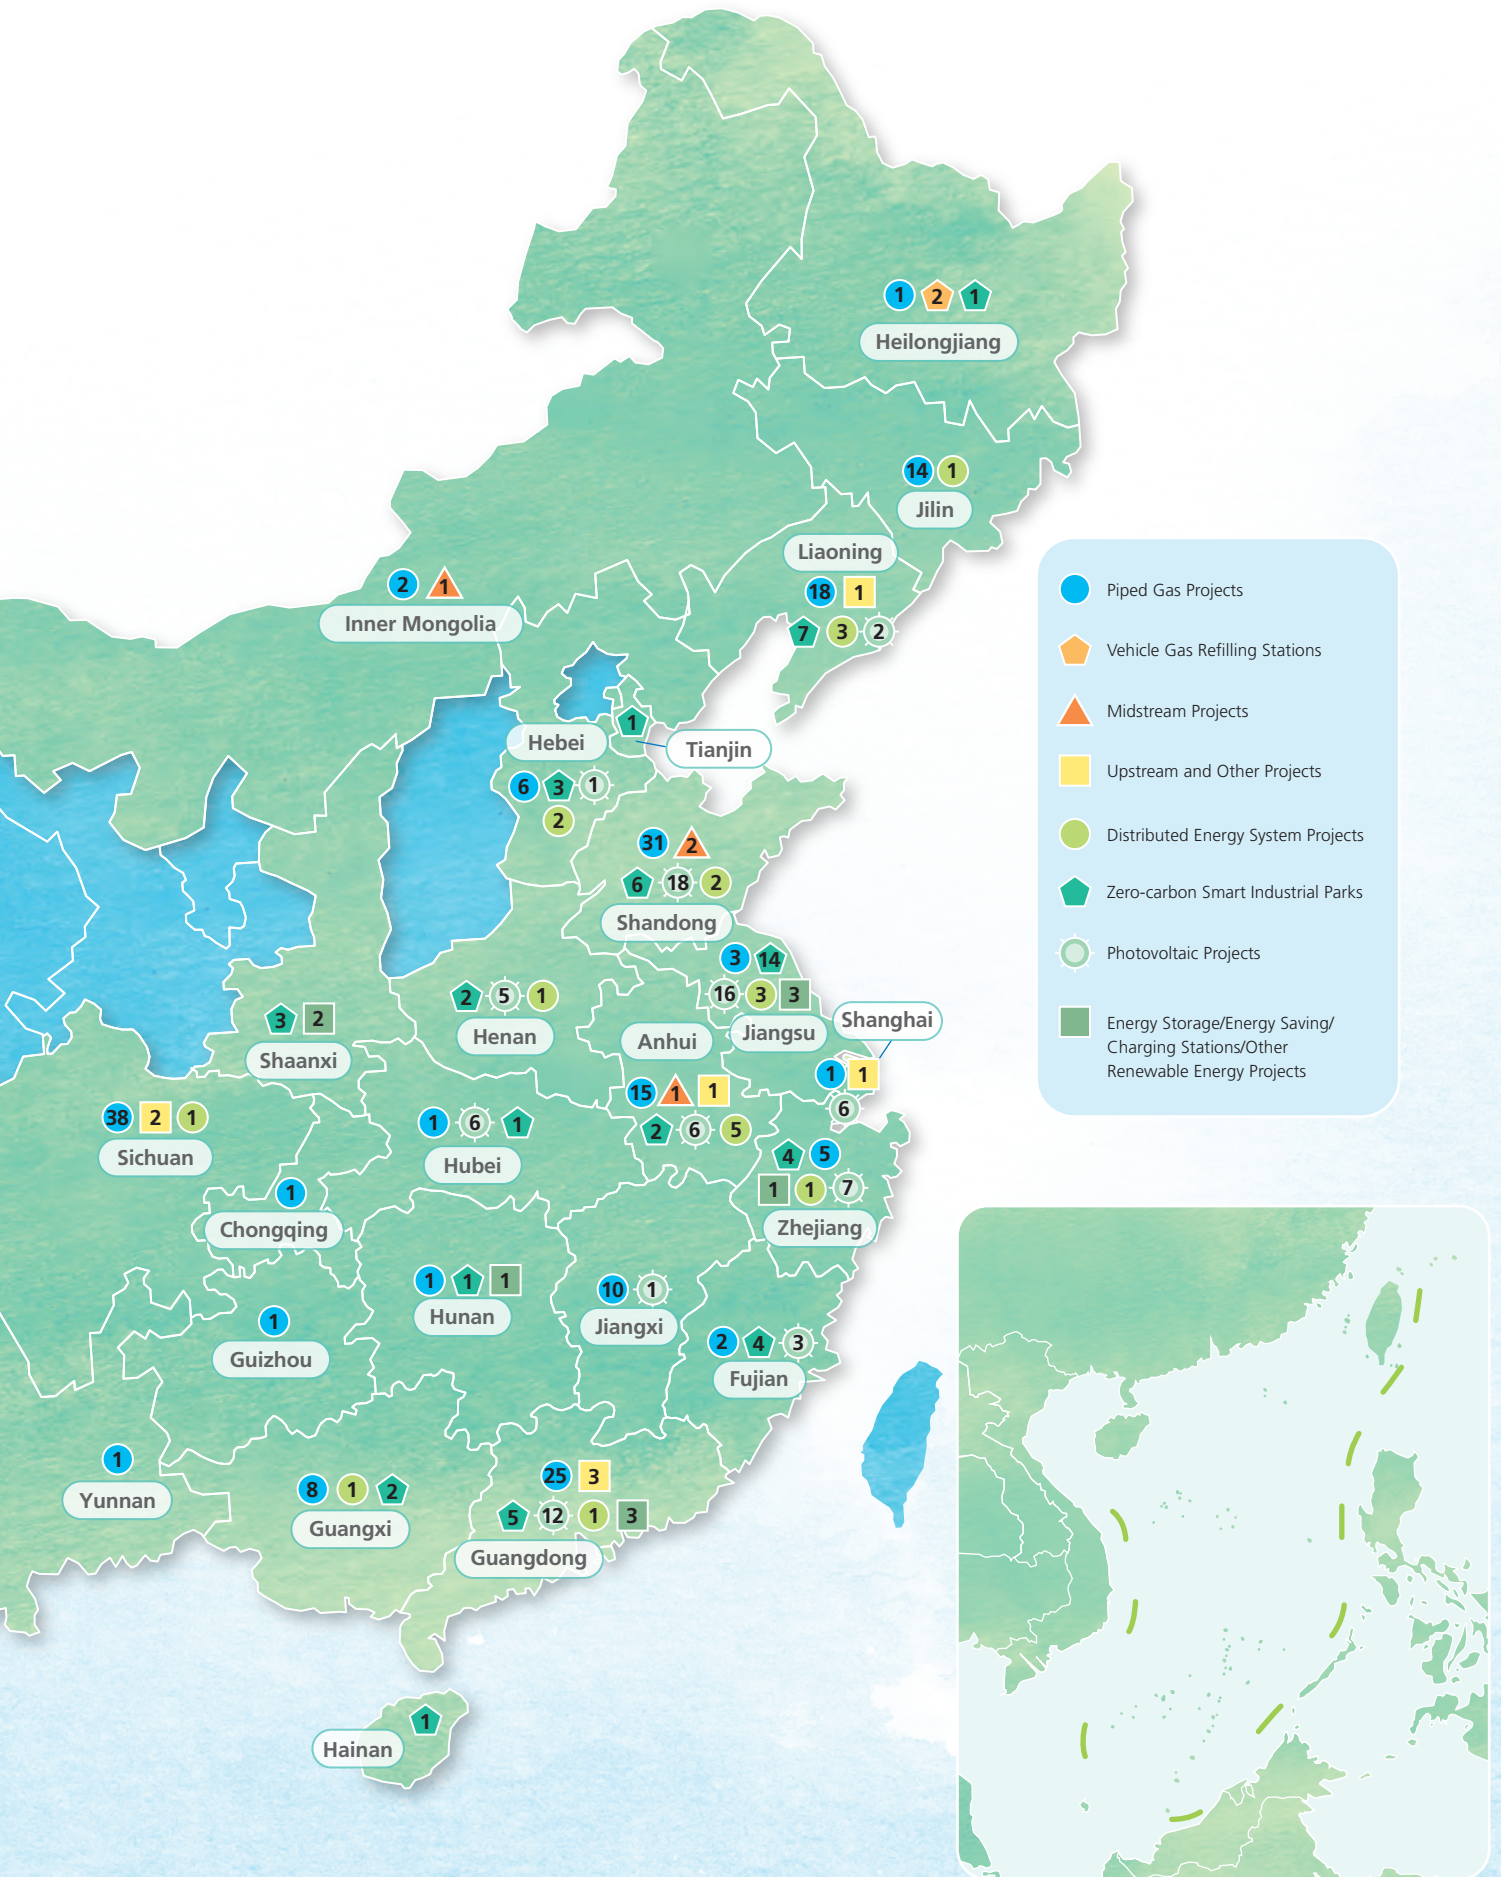 1 2 1
Heilongjiang
14 1
Jilin
Liaoning
18 1
7 3 2
2 1
Inner Mongolia
1
Hebei
Tianjin
6 3 1
2
31 2
6 18 2
Shandong
3 14
16 3 3
Jiangsu
2 5 1
Henan
3 2
Shaanxi
Anhui
15 1 1
2 6 5
Shanghai
1 1
6
38 2 1
Sichuan
1 6 1
Hubei
4 5
1 1 7
Zhejiang
1
Chongqing
1 1 1
Hunan
10 1
Jiangxi
1
Guizhou
2 4 3
Fujian
1
Yunnan
8 1 2
Guangxi
25 3
5 12 1 3
Guangdong
1
Hainan
Piped Gas Projects
Vehicle Gas Refilling Stations
Midstream Projects
Upstream and Other Projects
Distributed Energy System Projects
Zero-carbon Smart Industrial Parks
Photovoltaic Projects
Energy Storage/Energy Saving/
Charging Stations/Other
Renewable Energy Projects